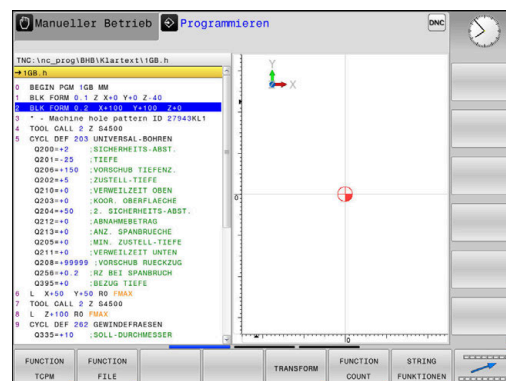 Manueller Betrieb
Programmieren
DNC
TNC:\nc_prog\BHB\Klartext\1GB.h
→1GB.h
0 BEGIN PGM 1GB MM
1 BLK FORM 0.1 Z X+0 Y+0 Z-40
2 BLK FORM 0.2 X+100 Y+100 Z+0
3 * - Machine hole pattern ID 27943KL1
4 TOOL CALL 2 Z S4500
5 CYCL DEF 203 UNIVERSAL-BOHREN
Q200=+2 ;SICHERHEITS-ABST.
Q201=-25 ;TIEFE
Q206=+150 ;VORSCHUB TIEFENZ.
Q202=+5 ;ZUSTELL-TIEFE
Q210=+0 ;VERWEILZEIT OBEN
Q203=+0 ;KOOR. OBERFLAECHE
Q204=+50 ;2. SICHERHEITS-ABST.
Q212=+0 ;ABNAHMEBETRAG
Q213=+0 ;ANZ. SPANBRUECHE
Q205=+0 ;MIN. ZUSTELL-TIEFE
Q211=+0 ;VERWEILZEIT UNTEN
Q208=+99999 ;VORSCHUB RUECKZUG
Q256=+0.2 ;RZ BEI SPANBRUCH
Q395=+0 ;BEZUG TIEFE
6 L X+50 Y+50 R0 FMAX
7 TOOL CALL 2 Z S4500
8 L Z+100 R0 FMAX
9 CYCL DEF 262 GEWINDEFRAESEN
Q335=+10 ;SOLL-DURCHMESSER
Y
X
0
0
FUNCTION TCPM
FUNCTION FILE
TRANSFORM
FUNCTION COUNT
STRING FUNKTIONEN